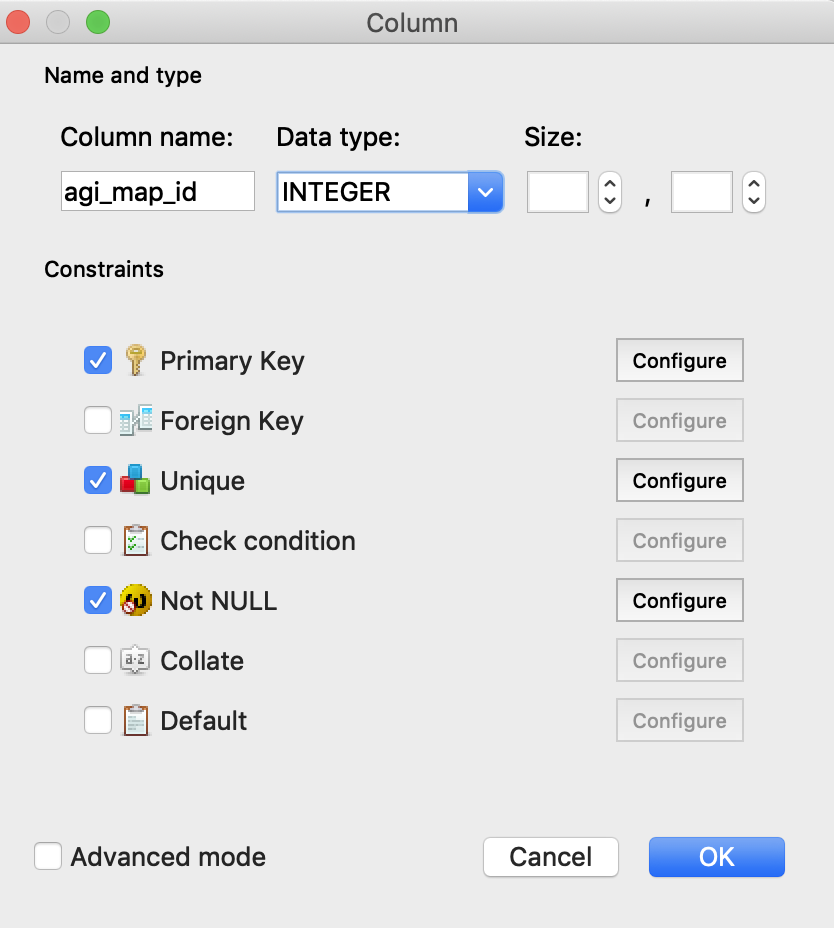 Column
Name and type
Column name: Data type: Size:
agi_map_id INTEGER ,
Constraints
Primary Key Configure
Foreign Key Configure
Unique Configure
Check condition Configure
Not NULL Configure
a-z Collate Configure
Default Configure
Advanced mode Cancel OK